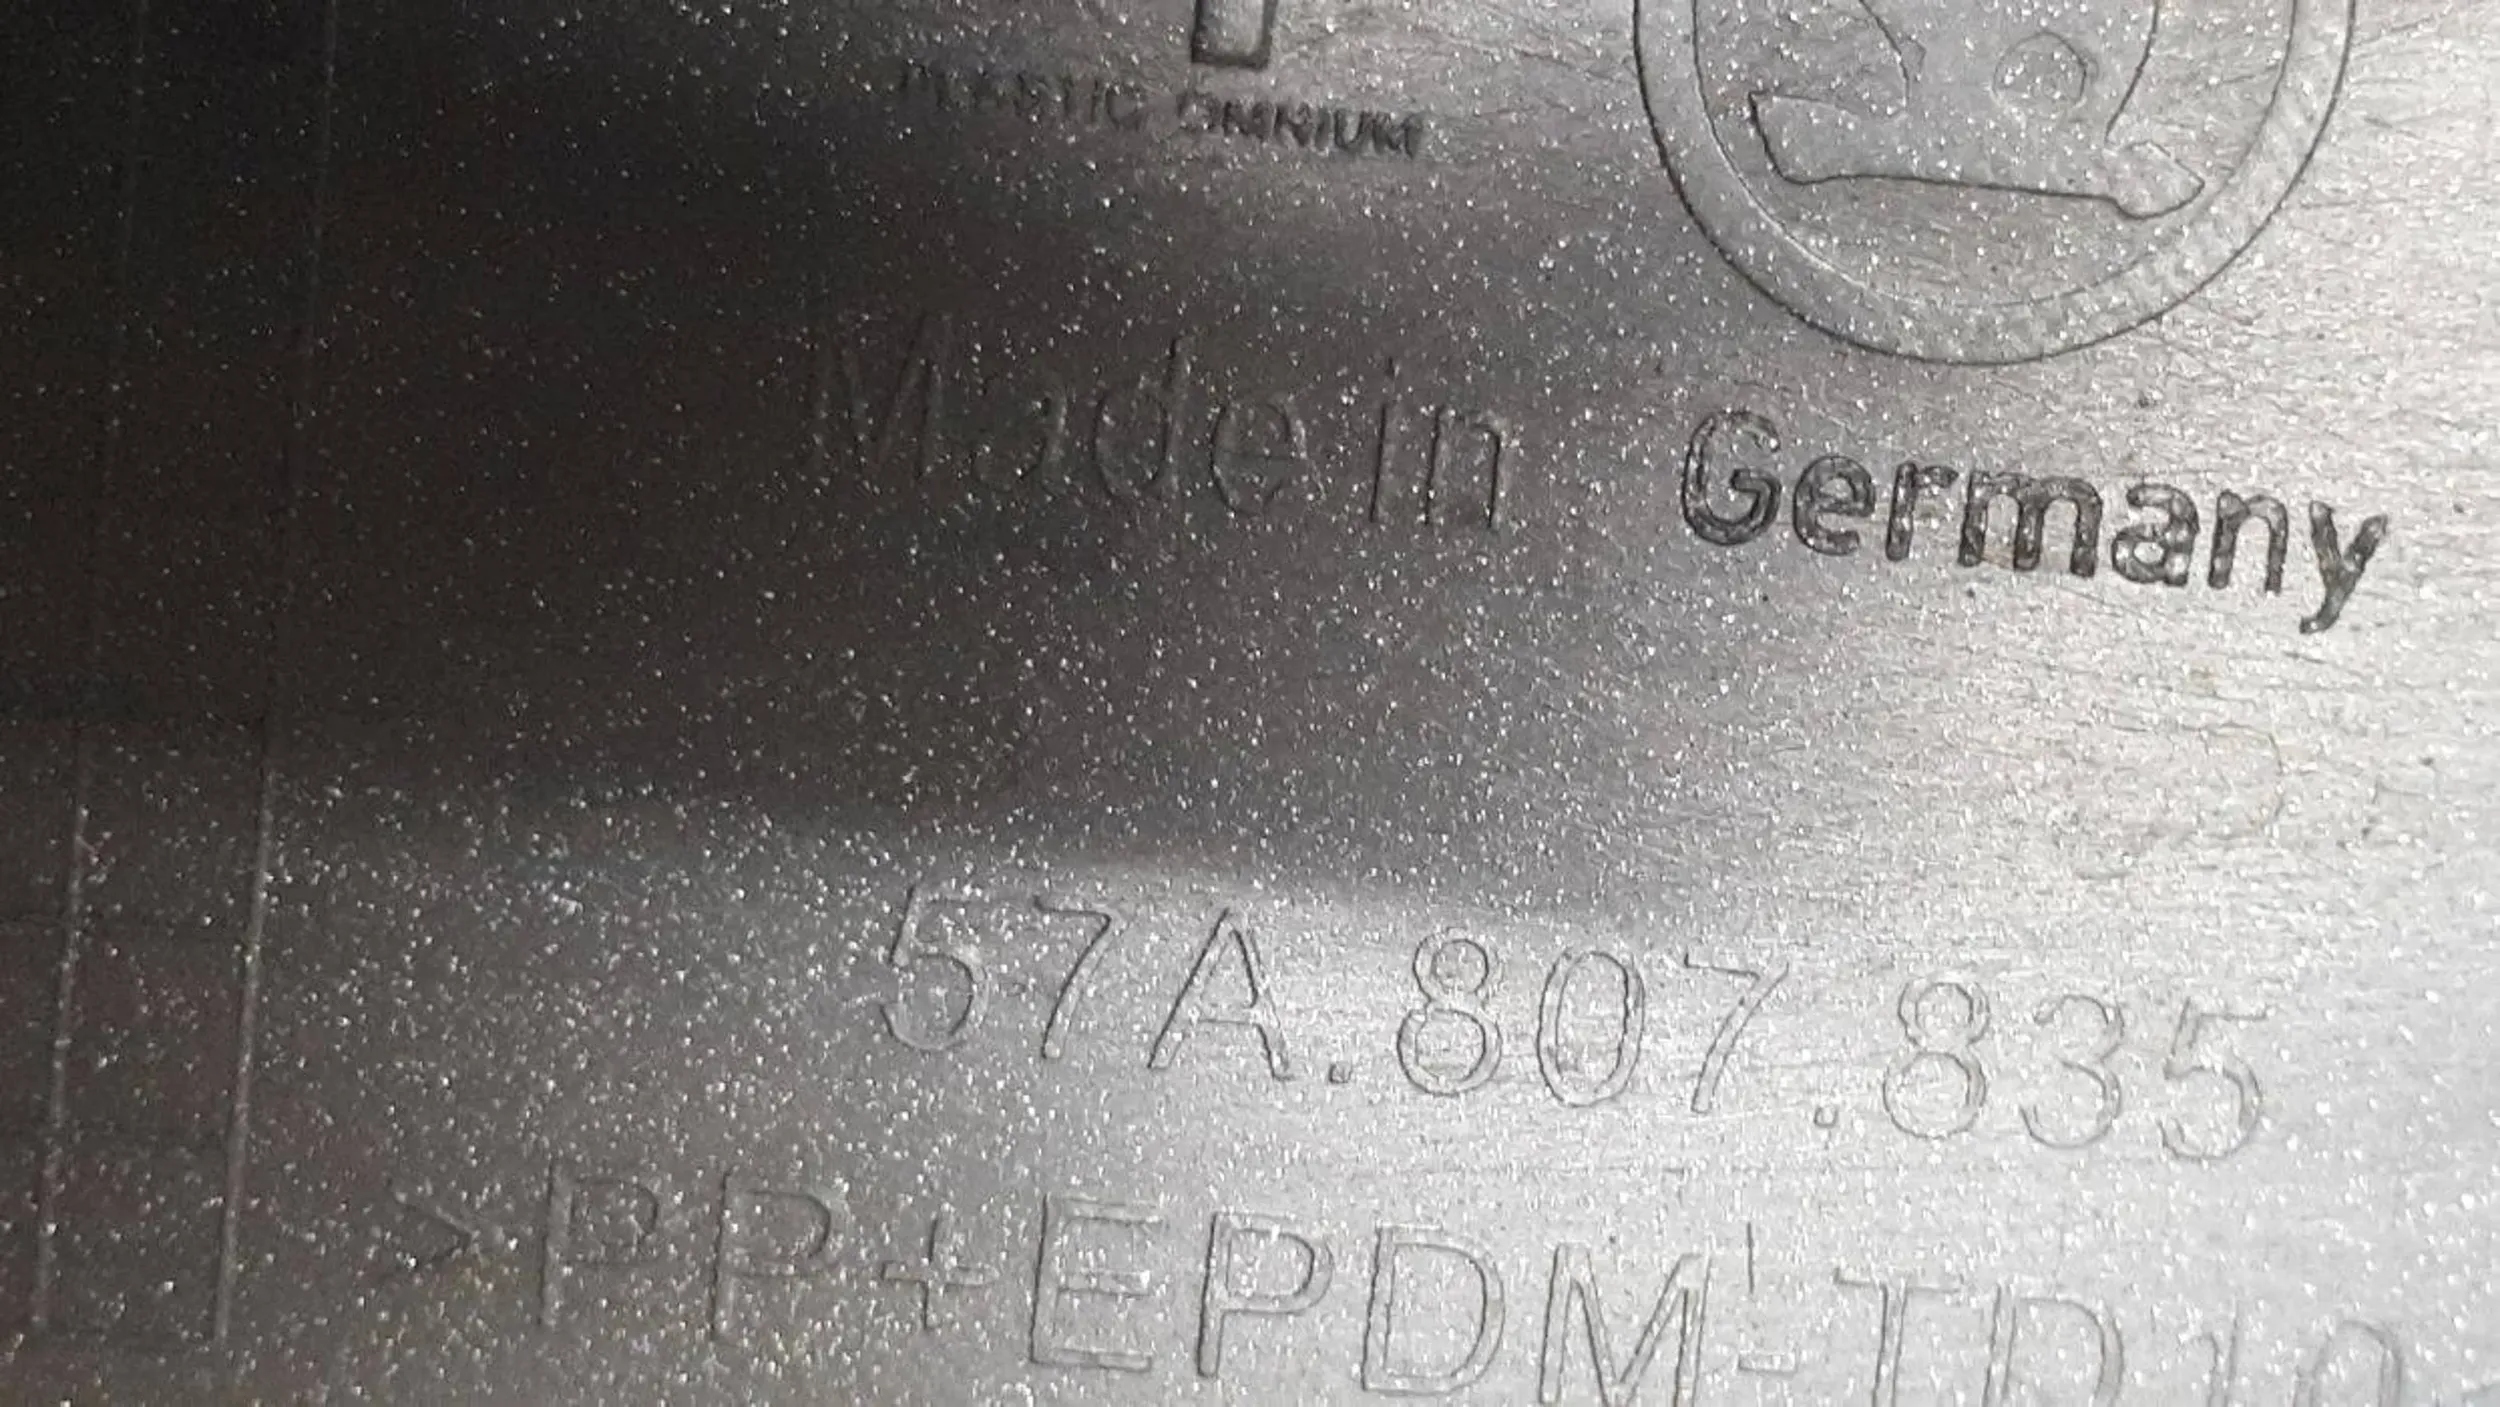 PLASTIC OMNIUM
Made in Germany
57A.807.835
>PP+EPDM-TD10